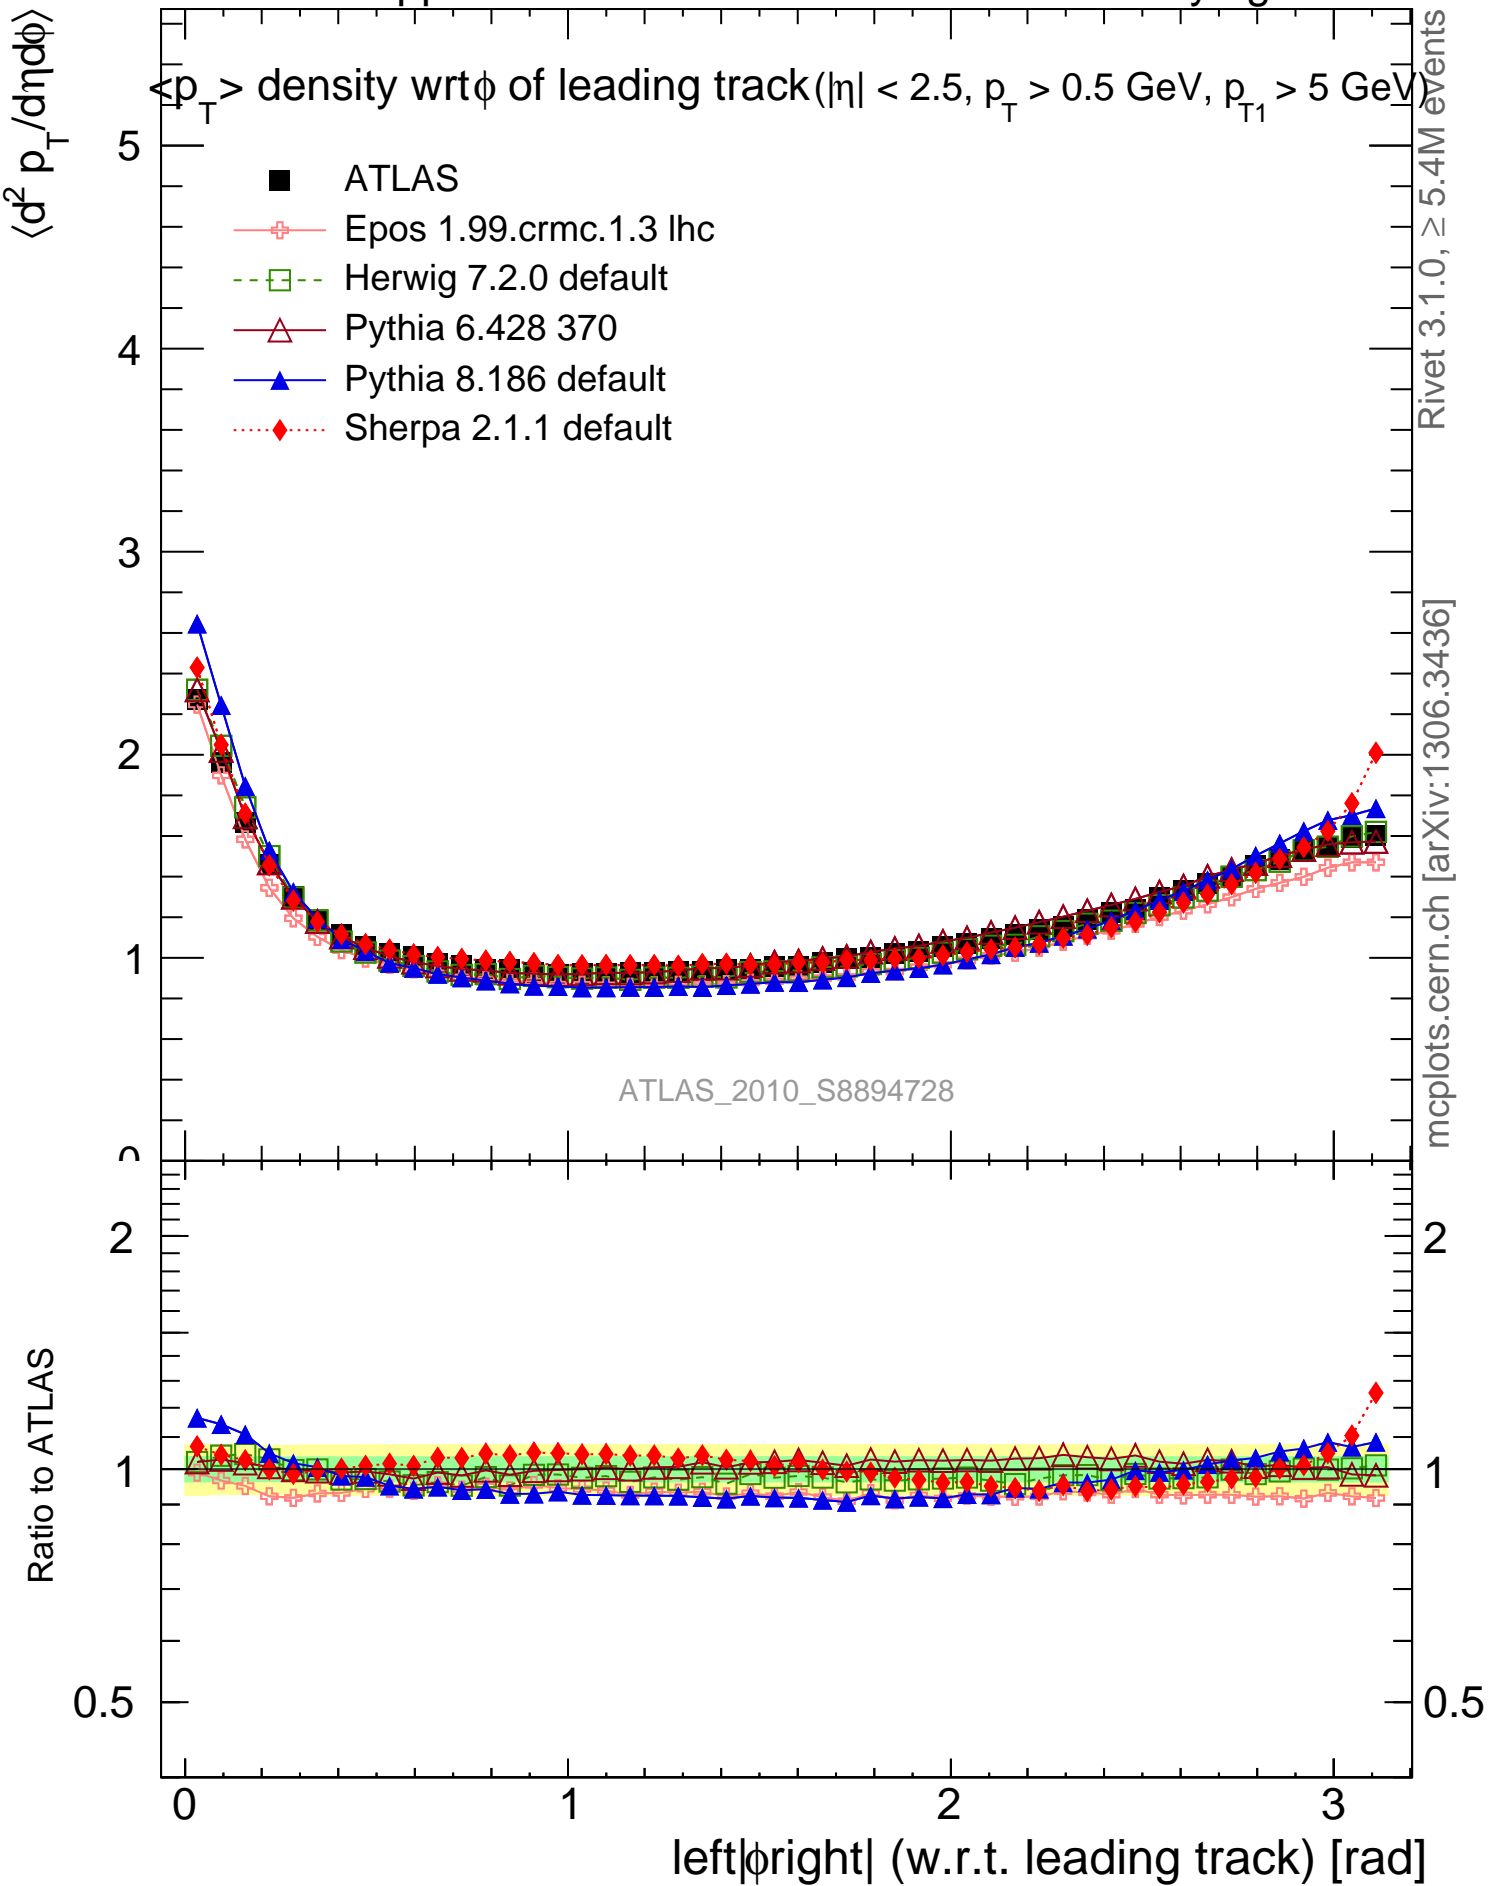 <p_T> density wrt ϕ of leading track (|η| < 2.5, p_T > 0.5 GeV, p_T1 > 5 GeV)
⟨d² p_T/dηdϕ⟩
ATLAS
Epos 1.99.crmc.1.3 lhc
Herwig 7.2.0 default
Pythia 6.428 370
Pythia 8.186 default
Sherpa 2.1.1 default
5
4
3
2
1
0
ATLAS_2010_S8894728
Rivet 3.1.0, ≥ 5.4M events
mcplots.cern.ch [arXiv:1306.3436]
Ratio to ATLAS
2
1
0.5
2
1
0.5
0
1
2
3
left|ϕright| (w.r.t. leading track) [rad]